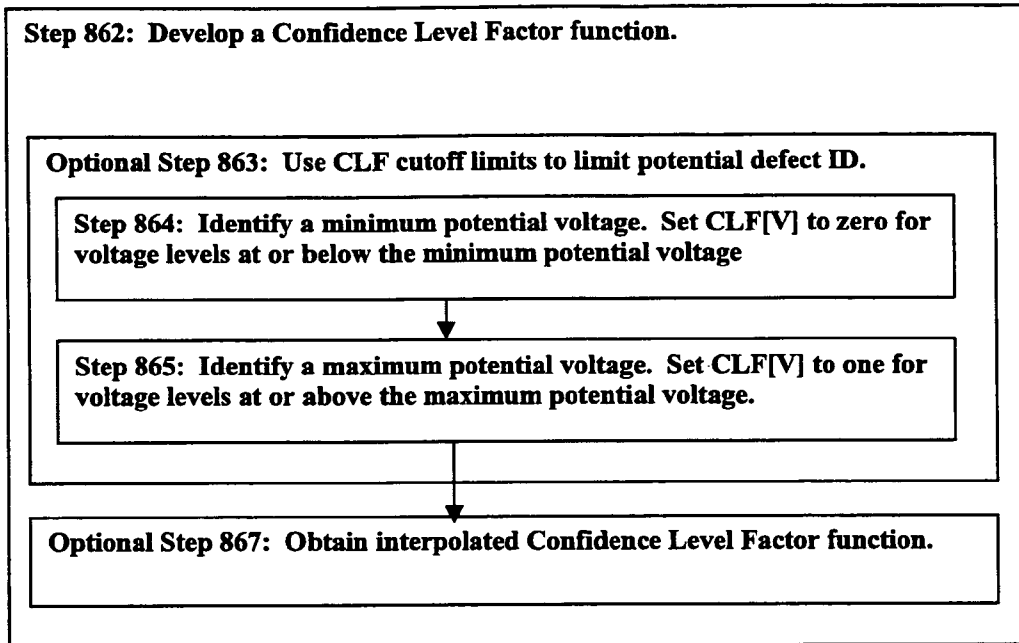 Step 862: Develop a Confidence Level Factor function.
Optional Step 863: Use CLF cutoff limits to limit potential defect ID.
Step 864: Identify a minimum potential voltage. Set CLF[V] to zero for
voltage levels at or below the minimum potential voltage
Step 865: Identify a maximum potential voltage. Set CLF[V] to one for
voltage levels at or above the maximum potential voltage.
Optional Step 867: Obtain interpolated Confidence Level Factor function.